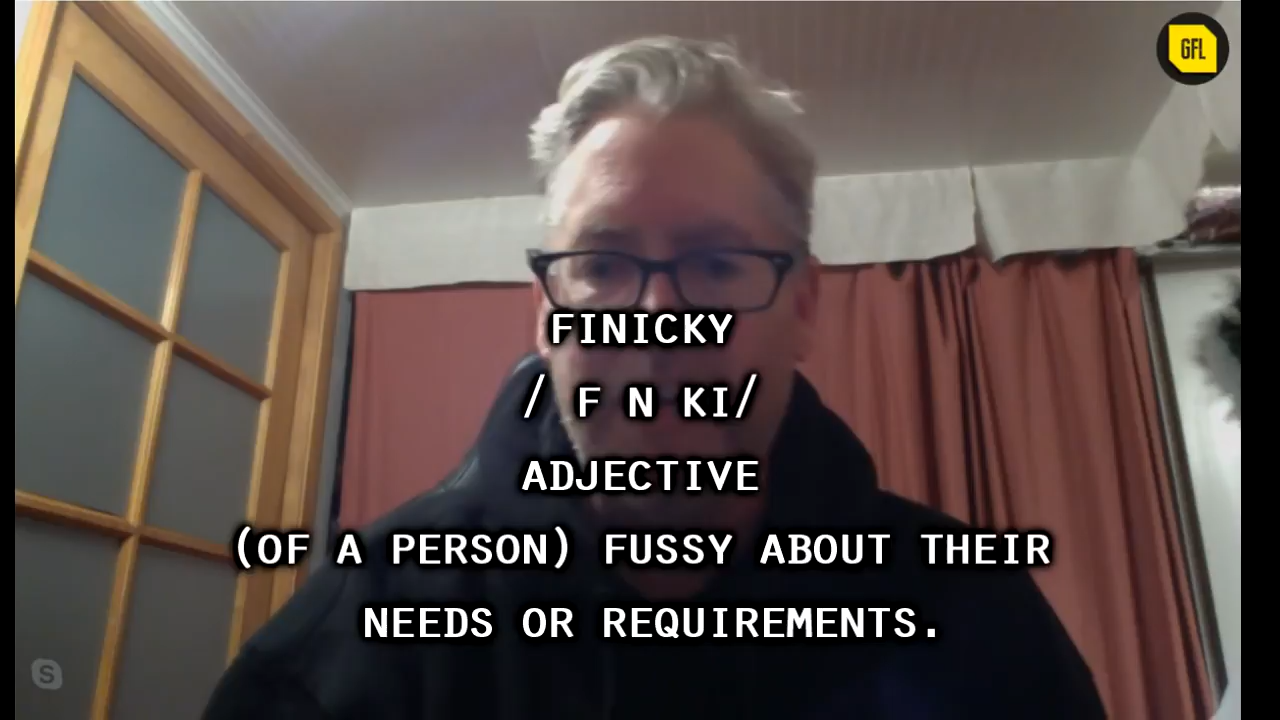 GFL
FINICKY
/ F N KI/
ADJECTIVE
(OF A PERSON) FUSSY ABOUT THEIR
NEEDS OR REQUIREMENTS.
S